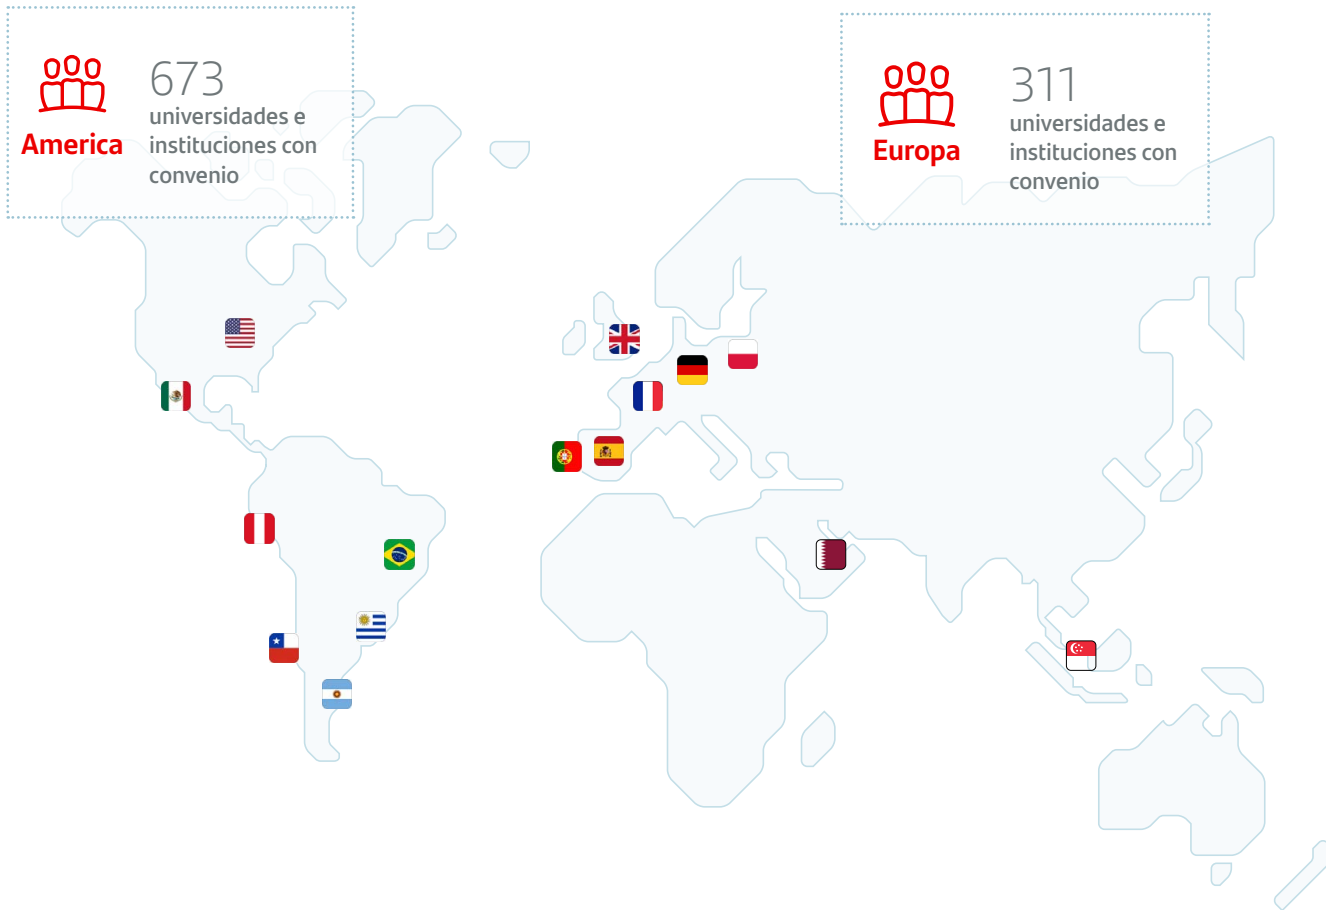 673
universidades e
instituciones con
convenio
America
311
universidades e
instituciones con
convenio
Europa